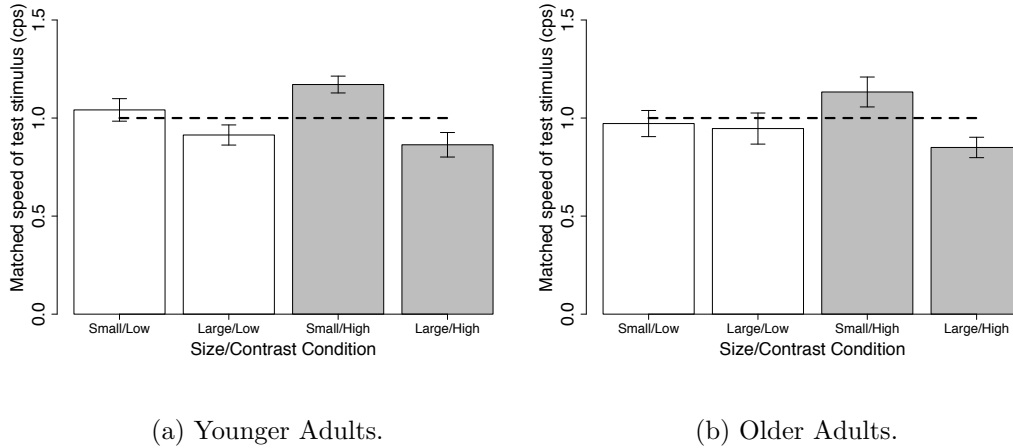 Matched speed of test stimulus (cps)
0.0
0.5
1.0
1.5
Small/Low Large/Low Small/High Large/High
Size/Contrast Condition
(a) Younger Adults.
Matched speed of test stimulus (cps)
0.0
0.5
1.0
1.5
Small/Low Large/Low Small/High Large/High
Size/Contrast Condition
(b) Older Adults.